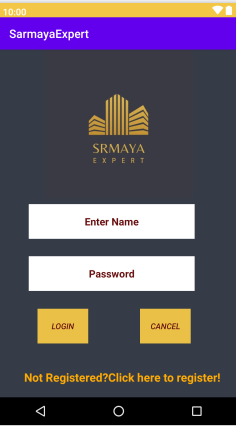 10:00
SarmayaExpert
SRMAYA
EXPERT
Enter Name
Password
LOGIN
CANCEL
Not Registered?Click here to register!